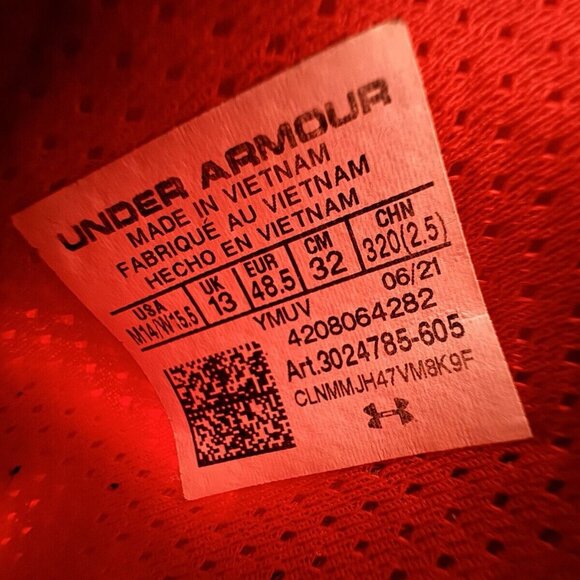 UNDER ARMOUR
MADE IN VIETNAM
FABRIQUÉ AU VIETNAM
HECHO EN VIETNAM
USA UK EUR CM CHN
M14/W15.5 13 48.5 32 320(2.5)
YMUV 06/21
4208064282
Art.3024785-605
CLNMMJH47VM8K9F